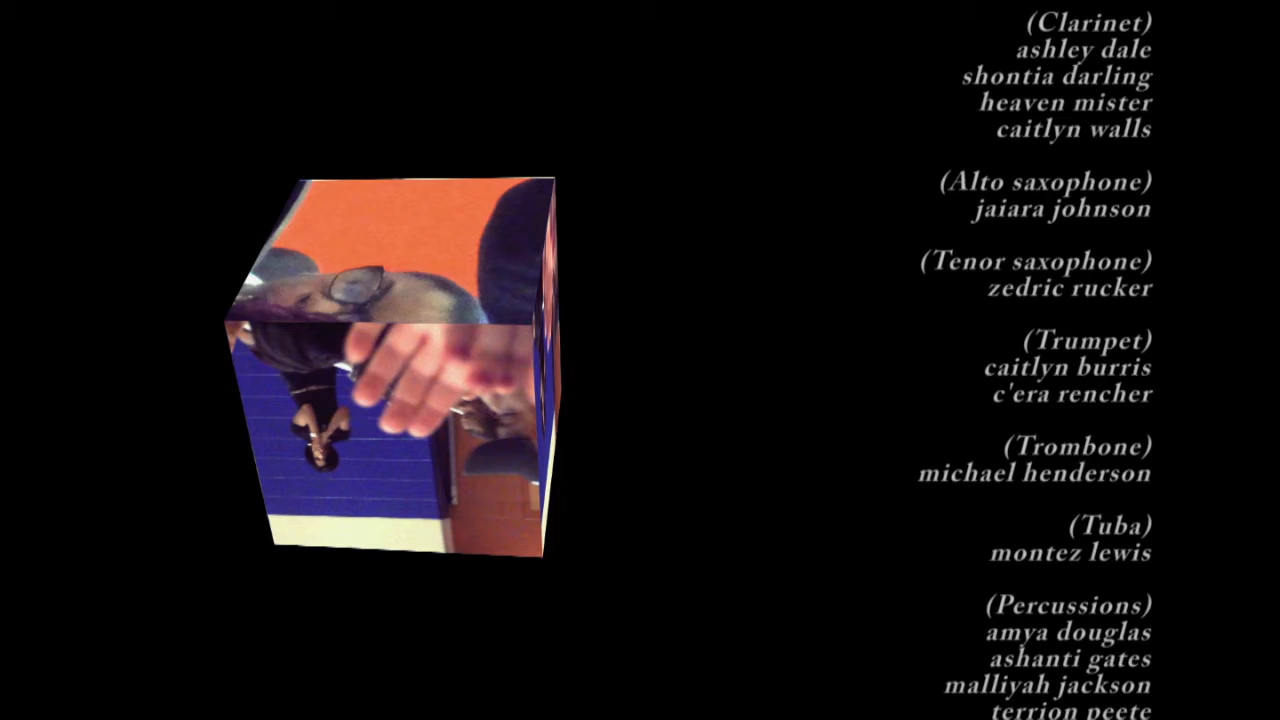 (Clarinet)
ashley dale
shontia darling
heaven mister
caitlyn walls
(Alto saxophone)
jaiara johnson
(Tenor saxophone)
zedric rucker
(Trumpet)
caitlyn burris
c'era rencher
(Trombone)
michael henderson
(Tuba)
montez lewis
(Percussions)
amya douglas
ashanti gates
malliyah jackson
terrion peete